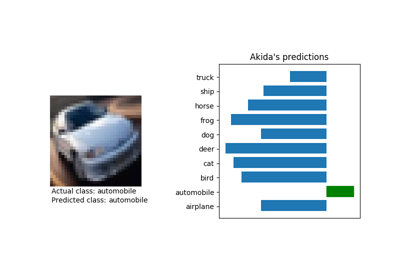 Akida's predictions
truck
ship
horse
frog
dog
deer
cat
bird
automobile
airplane
Actual class: automobile
Predicted class: automobile